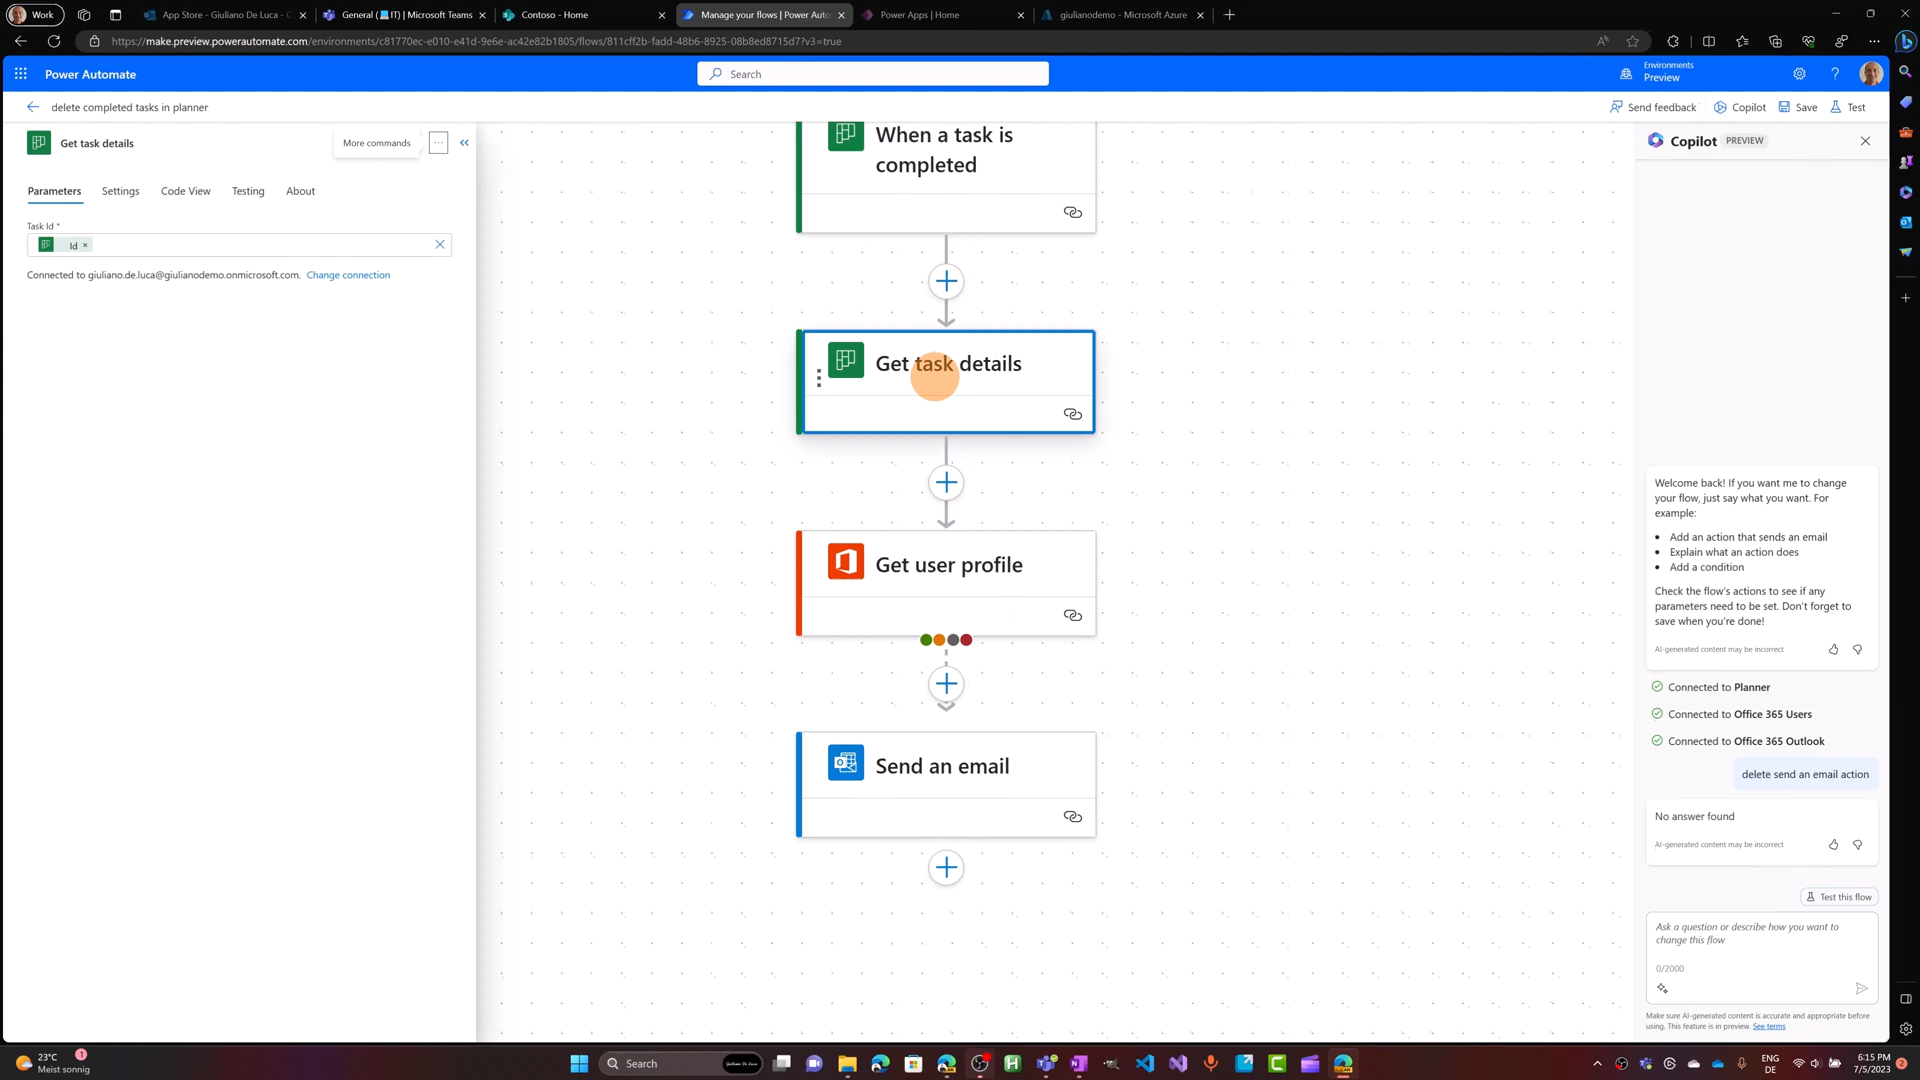 Work
App Store - Giuliano De Luca - O
General (💻IT) | Microsoft Teams
Contoso - Home
Manage your flows | Power Auto
Power Apps | Home
giulianodemo - Microsoft Azure
https://make.preview.powerautomate.com/environments/c81770ec-e010-e41d-9e6e-ac42e82b1805/flows/811cff2b-fadd-48b6-8925-08b8ed8715d7?v3=true
Power Automate
Search
Environments
Preview
delete completed tasks in planner
Send feedback
Copilot
Save
Test
Get task details
More commands
Parameters
Settings
Code View
Testing
About
Task Id *
Id ×
Connected to giuliano.de.luca@giulianodemo.onmicrosoft.com. Change connection
When a task is
completed
Get task details
Get user profile
Send an email
Copilot PREVIEW
Welcome back! If you want me to change
your flow, just say what you want. For
example:
• Add an action that sends an email
• Explain what an action does
• Add a condition
Check the flow's actions to see if any
parameters need to be set. Don't forget to
save when you're done!
AI-generated content may be incorrect
Connected to Planner
Connected to Office 365 Users
Connected to Office 365 Outlook
delete send an email action
No answer found
AI-generated content may be incorrect
Test this flow
Ask a question or describe how you want to
change this flow
0/2000
Make sure AI-generated content is accurate and appropriate before
using. This feature is in preview. See terms
23°C
Meist sonnig
1
Search
Giuliano De Luca
ENG
DE
6:15 PM
7/5/2023
2